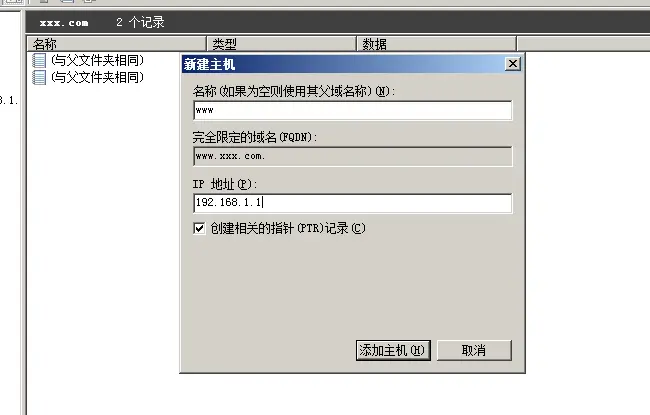 xxx.com 2 个记录
名称 类型 数据
(与父文件夹相同)
(与父文件夹相同)
新建主机
名称(如果为空则使用其父域名称)(N):
www
完全限定的域名(FQDN):
www.xxx.com.
IP 地址(P):
192.168.1.1
创建相关的指针(PTR)记录(C)
添加主机(H) 取消